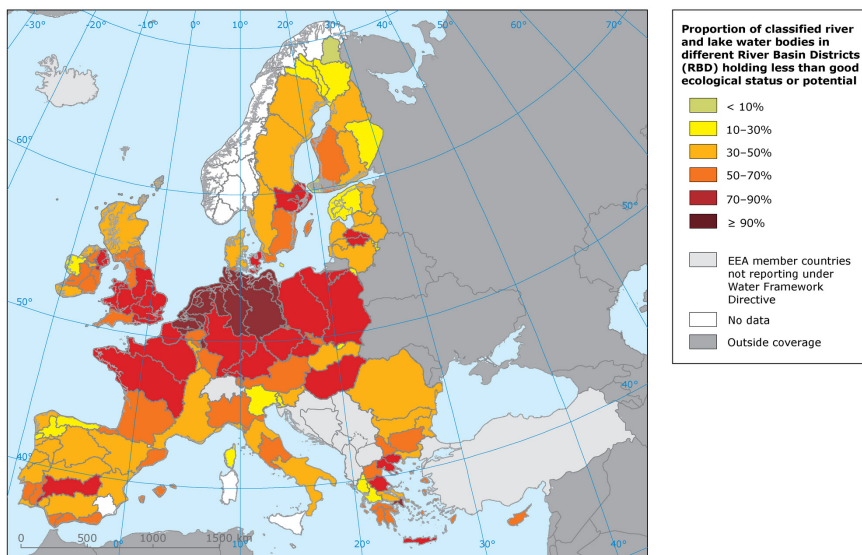 -30°
-20°
-10°
0°
10°
20°
30°
40°
50°
60°
70°
60°
50°
50°
40°
40°
0
500
1000
1500 km
0°
10°
20°
30°
40°
Proportion of classified river
and lake water bodies in
different River Basin Districts
(RBD) holding less than good
ecological status or potential
< 10%
10–30%
30–50%
50–70%
70–90%
≥ 90%
EEA member countries
not reporting under
Water Framework
Directive
No data
Outside coverage